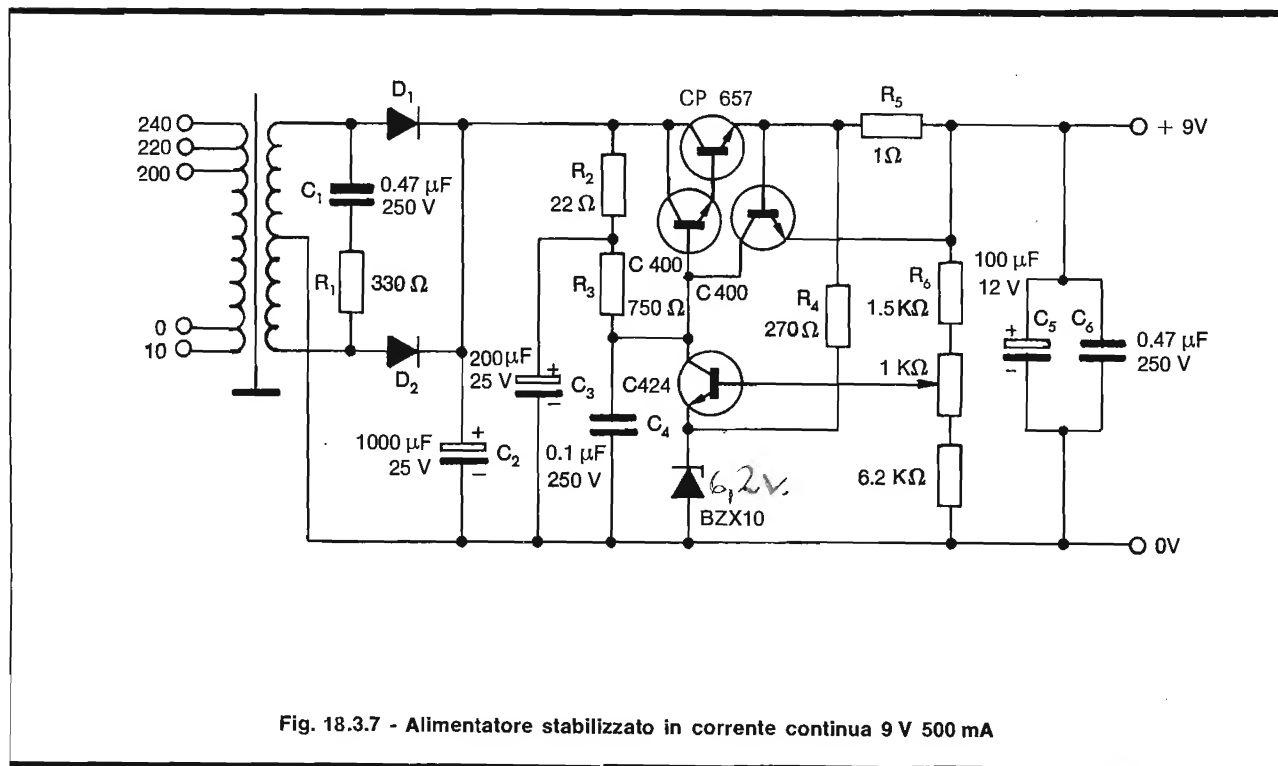 240
220
200
0
10
D1
C1
0.47 µF
250 V
R1
330 Ω
D2
1000 µF
25 V
+
C2
−
R2
22 Ω
R3
750 Ω
200µF
25 V
+
C3
−
C4
0.1 µF
250 V
CP 657
C 400
C 400
C424
6,2v.
BZX10
R4
270Ω
R5
1Ω
R6
1.5KΩ
1 KΩ
6.2 KΩ
100 µF
12 V
+
C5
−
C6
0.47 µF
250 V
+ 9V
0V
Fig. 18.3.7 - Alimentatore stabilizzato in corrente continua 9 V 500 mA